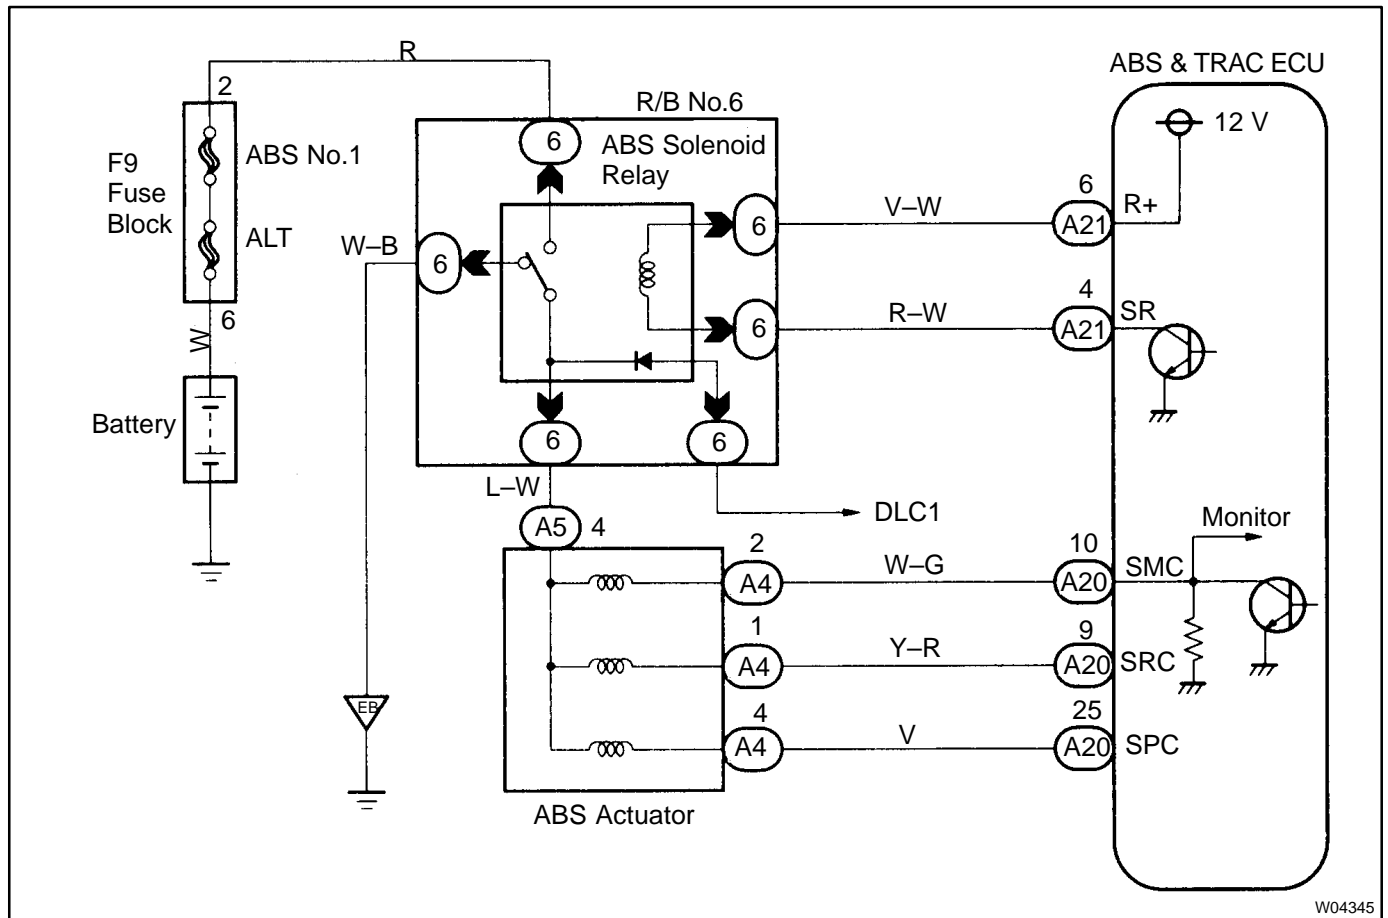 ABS & TRAC ECU
R
2
R/B No.6
12 V
6
ABS Solenoid
Relay
F9
Fuse
Block
ABS No.1
ALT
6
V–W
6
A21
R+
W–B
6
6
R–W
4
A21
SR
6
W
Battery
6
6
L–W
DLC1
A5
4
Monitor
2
A4
W–G
10
A20
SMC
1
A4
Y–R
9
A20
SRC
4
A4
V
25
A20
SPC
EB
ABS Actuator
W04345